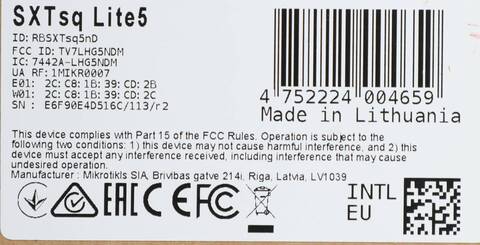 SXTsq Lite5
ID: RBSXTsq5nD
FCC ID: TV7LHG5NDM
IC: 7442A-LHG5NDM
UA RF: 1MIKR0007
E01: 2C: C8: 1B: 39: CD: 2B
W01: 2C: C8: 1B: 39: CD: 2C
SN : E6F90E4D516C/113/r2
4 752224 004659
Made in Lithuania
This device complies with Part 15 of the FCC Rules. Operation is subject to the
following two conditions: 1) this device may not cause harmful interference, and 2) this
device must accept any interference received, including interference that may cause
undesired operation.
Manufacturer : Mikrotikls SIA, Brivibas gatve 214i, Riga, Latvia, LV1039
EAC CE FC
INTL
EU